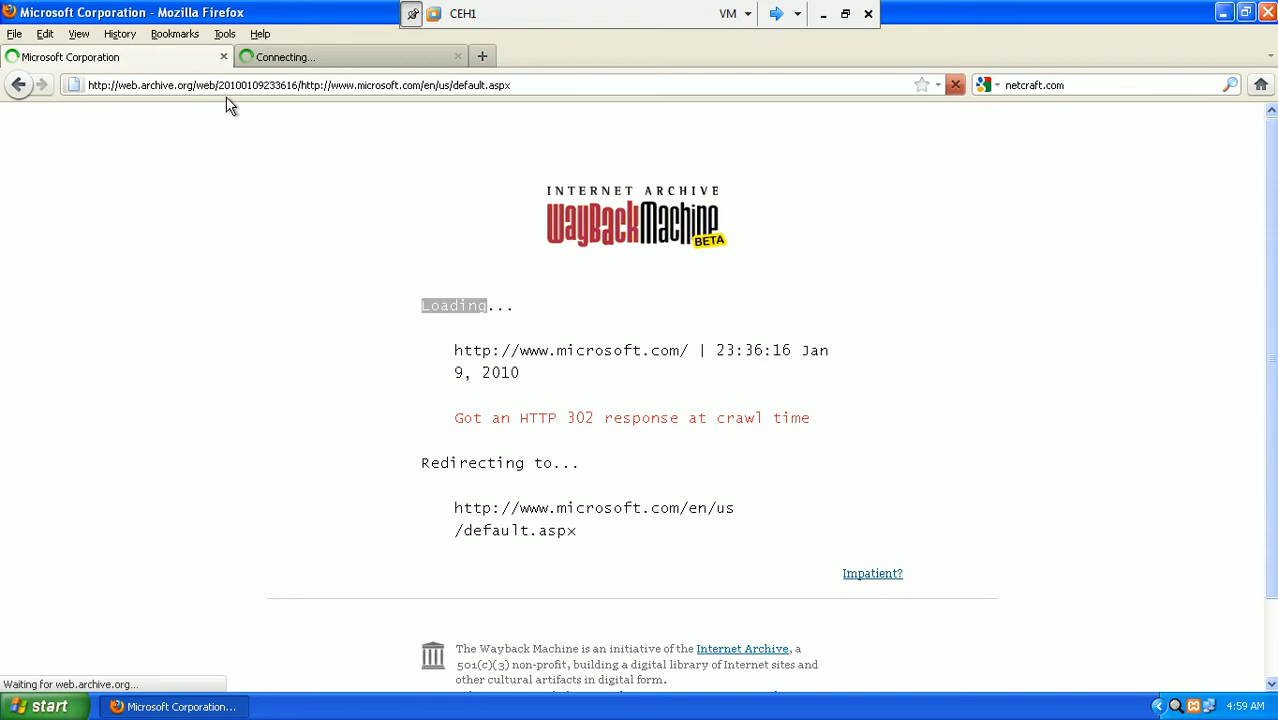 Microsoft Corporation - Mozilla Firefox
CEH1
VM
File Edit View History Bookmarks Tools Help
Microsoft Corporation
Connecting...
http://web.archive.org/web/20100109233616/http://www.microsoft.com/en/us/default.aspx
netcraft.com
INTERNET ARCHIVE
WayBackMachine
BETA
Loading...
http://www.microsoft.com/ | 23:36:16 Jan
9, 2010
Got an HTTP 302 response at crawl time
Redirecting to...
http://www.microsoft.com/en/us
/default.aspx
Impatient?
The Wayback Machine is an initiative of the Internet Archive, a
501(c)(3) non-profit, building a digital library of Internet sites and
other cultural artifacts in digital form.
Waiting for web.archive.org...
start
Microsoft Corporation...
4:59 AM